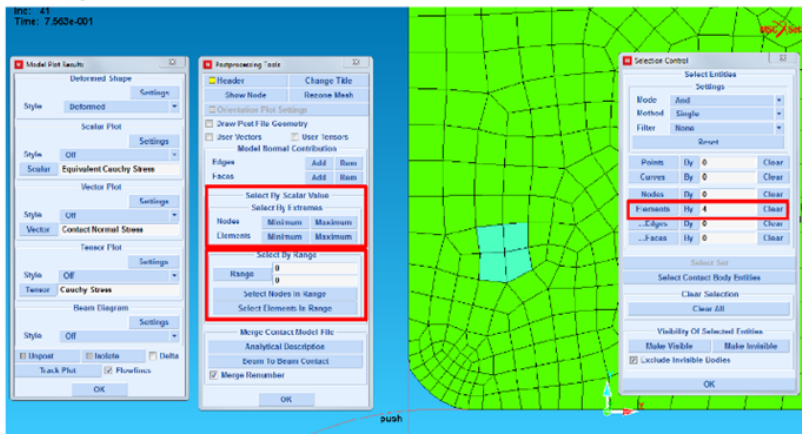 Inc: 41
Time: 7.563e-001
Model Plot Results
Deformed Shape
Settings
Style Deformed
Scalar Plot
Settings
Style Off
Scalar Equivalent Cauchy Stress
Vector Plot
Settings
Style Off
Vector Contact Normal Stress
Tensor Plot
Settings
Style Off
Tensor Cauchy Stress
Beam Diagram
Settings
Style Off
Unpost Isolate Delta
Track Plot Flowlines
OK
Postprocessing Tools
Header Change Title
Show Node Rezone Mesh
Orientation Plot Settings
Draw Post File Geometry
User Vectors User Tensors
Model Normal Contribution
Edges Add Rem
Faces Add Rem
Select By Scalar Value
Select By Extremes
Nodes Minimum Maximum
Elements Minimum Maximum
Select By Range
Range 0
0
Select Nodes In Range
Select Elements In Range
Merge Contact Model File
Analytical Description
Beam To Beam Contact
Merge Renumber
OK
push
Selection Control
Select Entities
Settings
Mode And
Method Single
Filter None
Reset
Points By 0 Clear
Curves By 0 Clear
Nodes By 0 Clear
Elements By 4 Clear
...Edges By 0 Clear
...Faces By 0 Clear
Select Set
Select Contact Body Entities
Clear Selection
Clear All
Visibility Of Selected Entities
Make Visible Make Invisible
Exclude Invisible Bodies
OK